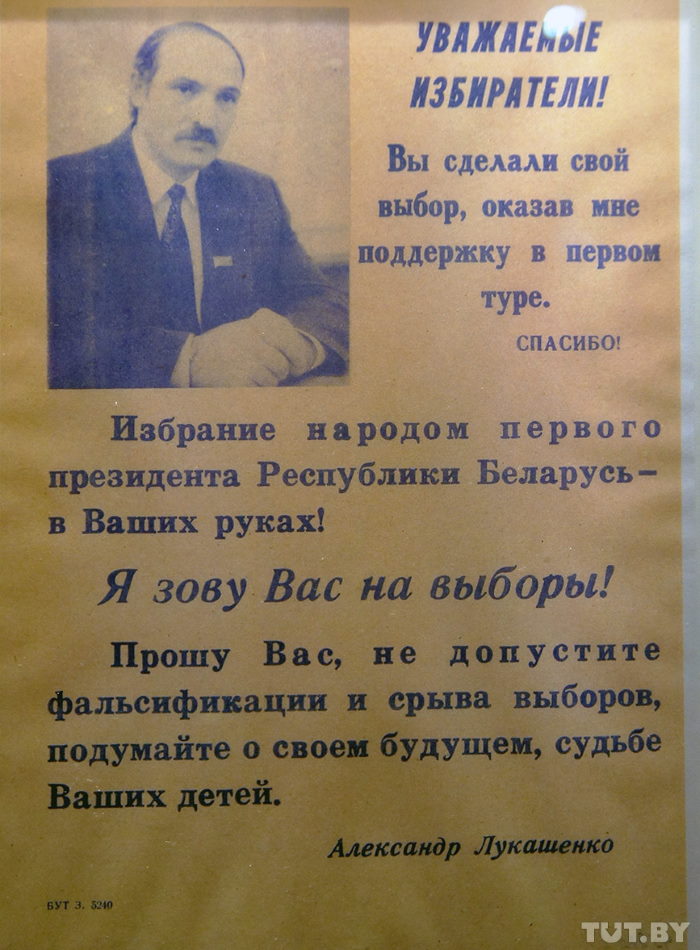 УВАЖАЕМЫЕ
ИЗБИРАТЕЛИ!
Вы сделали свой
выбор, оказав мне
поддержку в первом
туре.
СПАСИБО!
Избрание народом первого
президента Республики Беларусь—
в Ваших руках!
Я зову Вас на выборы!
Прошу Вас, не допустите
фальсификации и срыва выборов,
подумайте о своем будущем, судьбе
Ваших детей.
Александр Лукашенко
БУТ З. 5240
TUT.BY